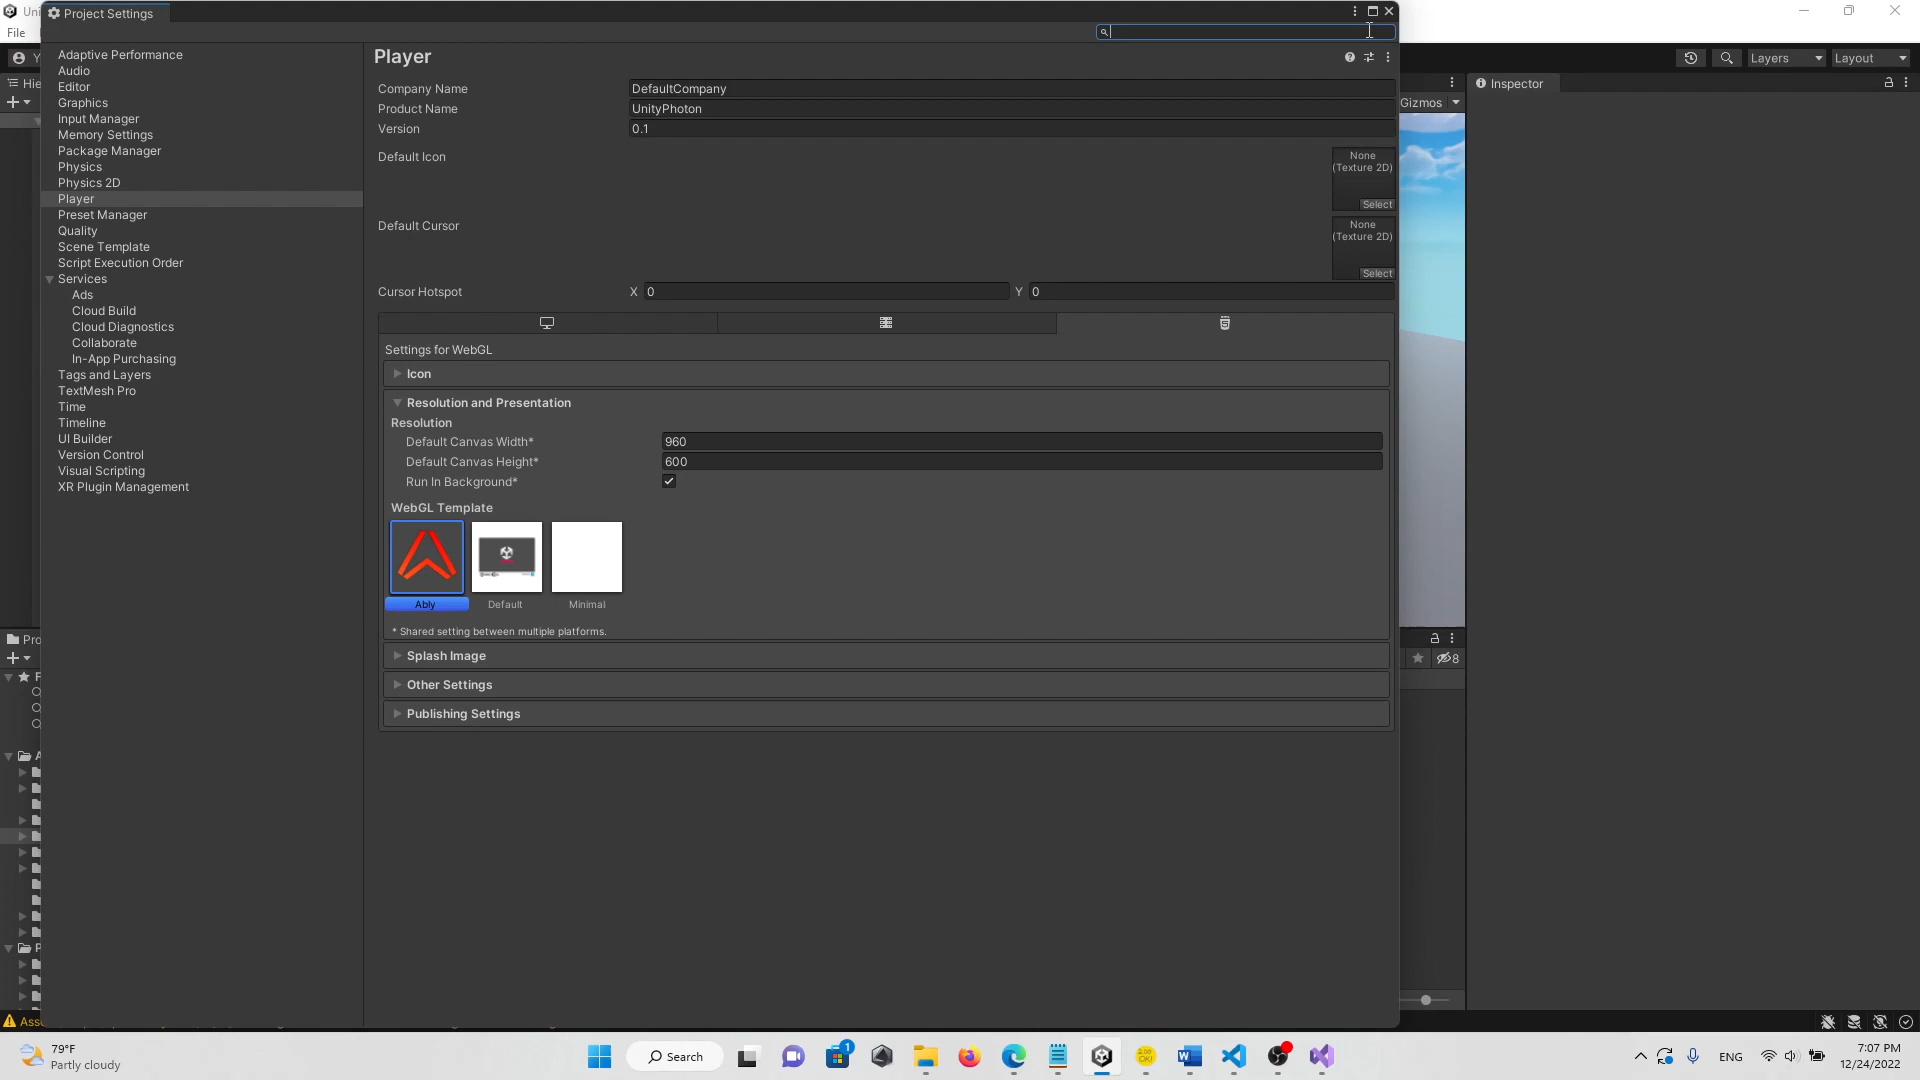 Project Settings
File
Adaptive Performance
Audio
Editor
Graphics
Input Manager
Memory Settings
Package Manager
Physics
Physics 2D
Player
Preset Manager
Quality
Scene Template
Script Execution Order
Services
Ads
Cloud Build
Cloud Diagnostics
Collaborate
In-App Purchasing
Tags and Layers
TextMesh Pro
Time
Timeline
UI Builder
Version Control
Visual Scripting
XR Plugin Management
Player
Company Name DefaultCompany
Product Name UnityPhoton
Version 0.1
Default Icon
None
(Texture 2D)
Select
Default Cursor
None
(Texture 2D)
Select
Cursor Hotspot X 0 Y 0
Settings for WebGL
Icon
Resolution and Presentation
Resolution
Default Canvas Width* 960
Default Canvas Height* 600
Run In Background*
WebGL Template
Ably Default Minimal
* Shared setting between multiple platforms.
Splash Image
Other Settings
Publishing Settings
Layers Layout
Inspector
Gizmos
8
79°F
Partly cloudy
Search
1
ENG
7:07 PM
12/24/2022